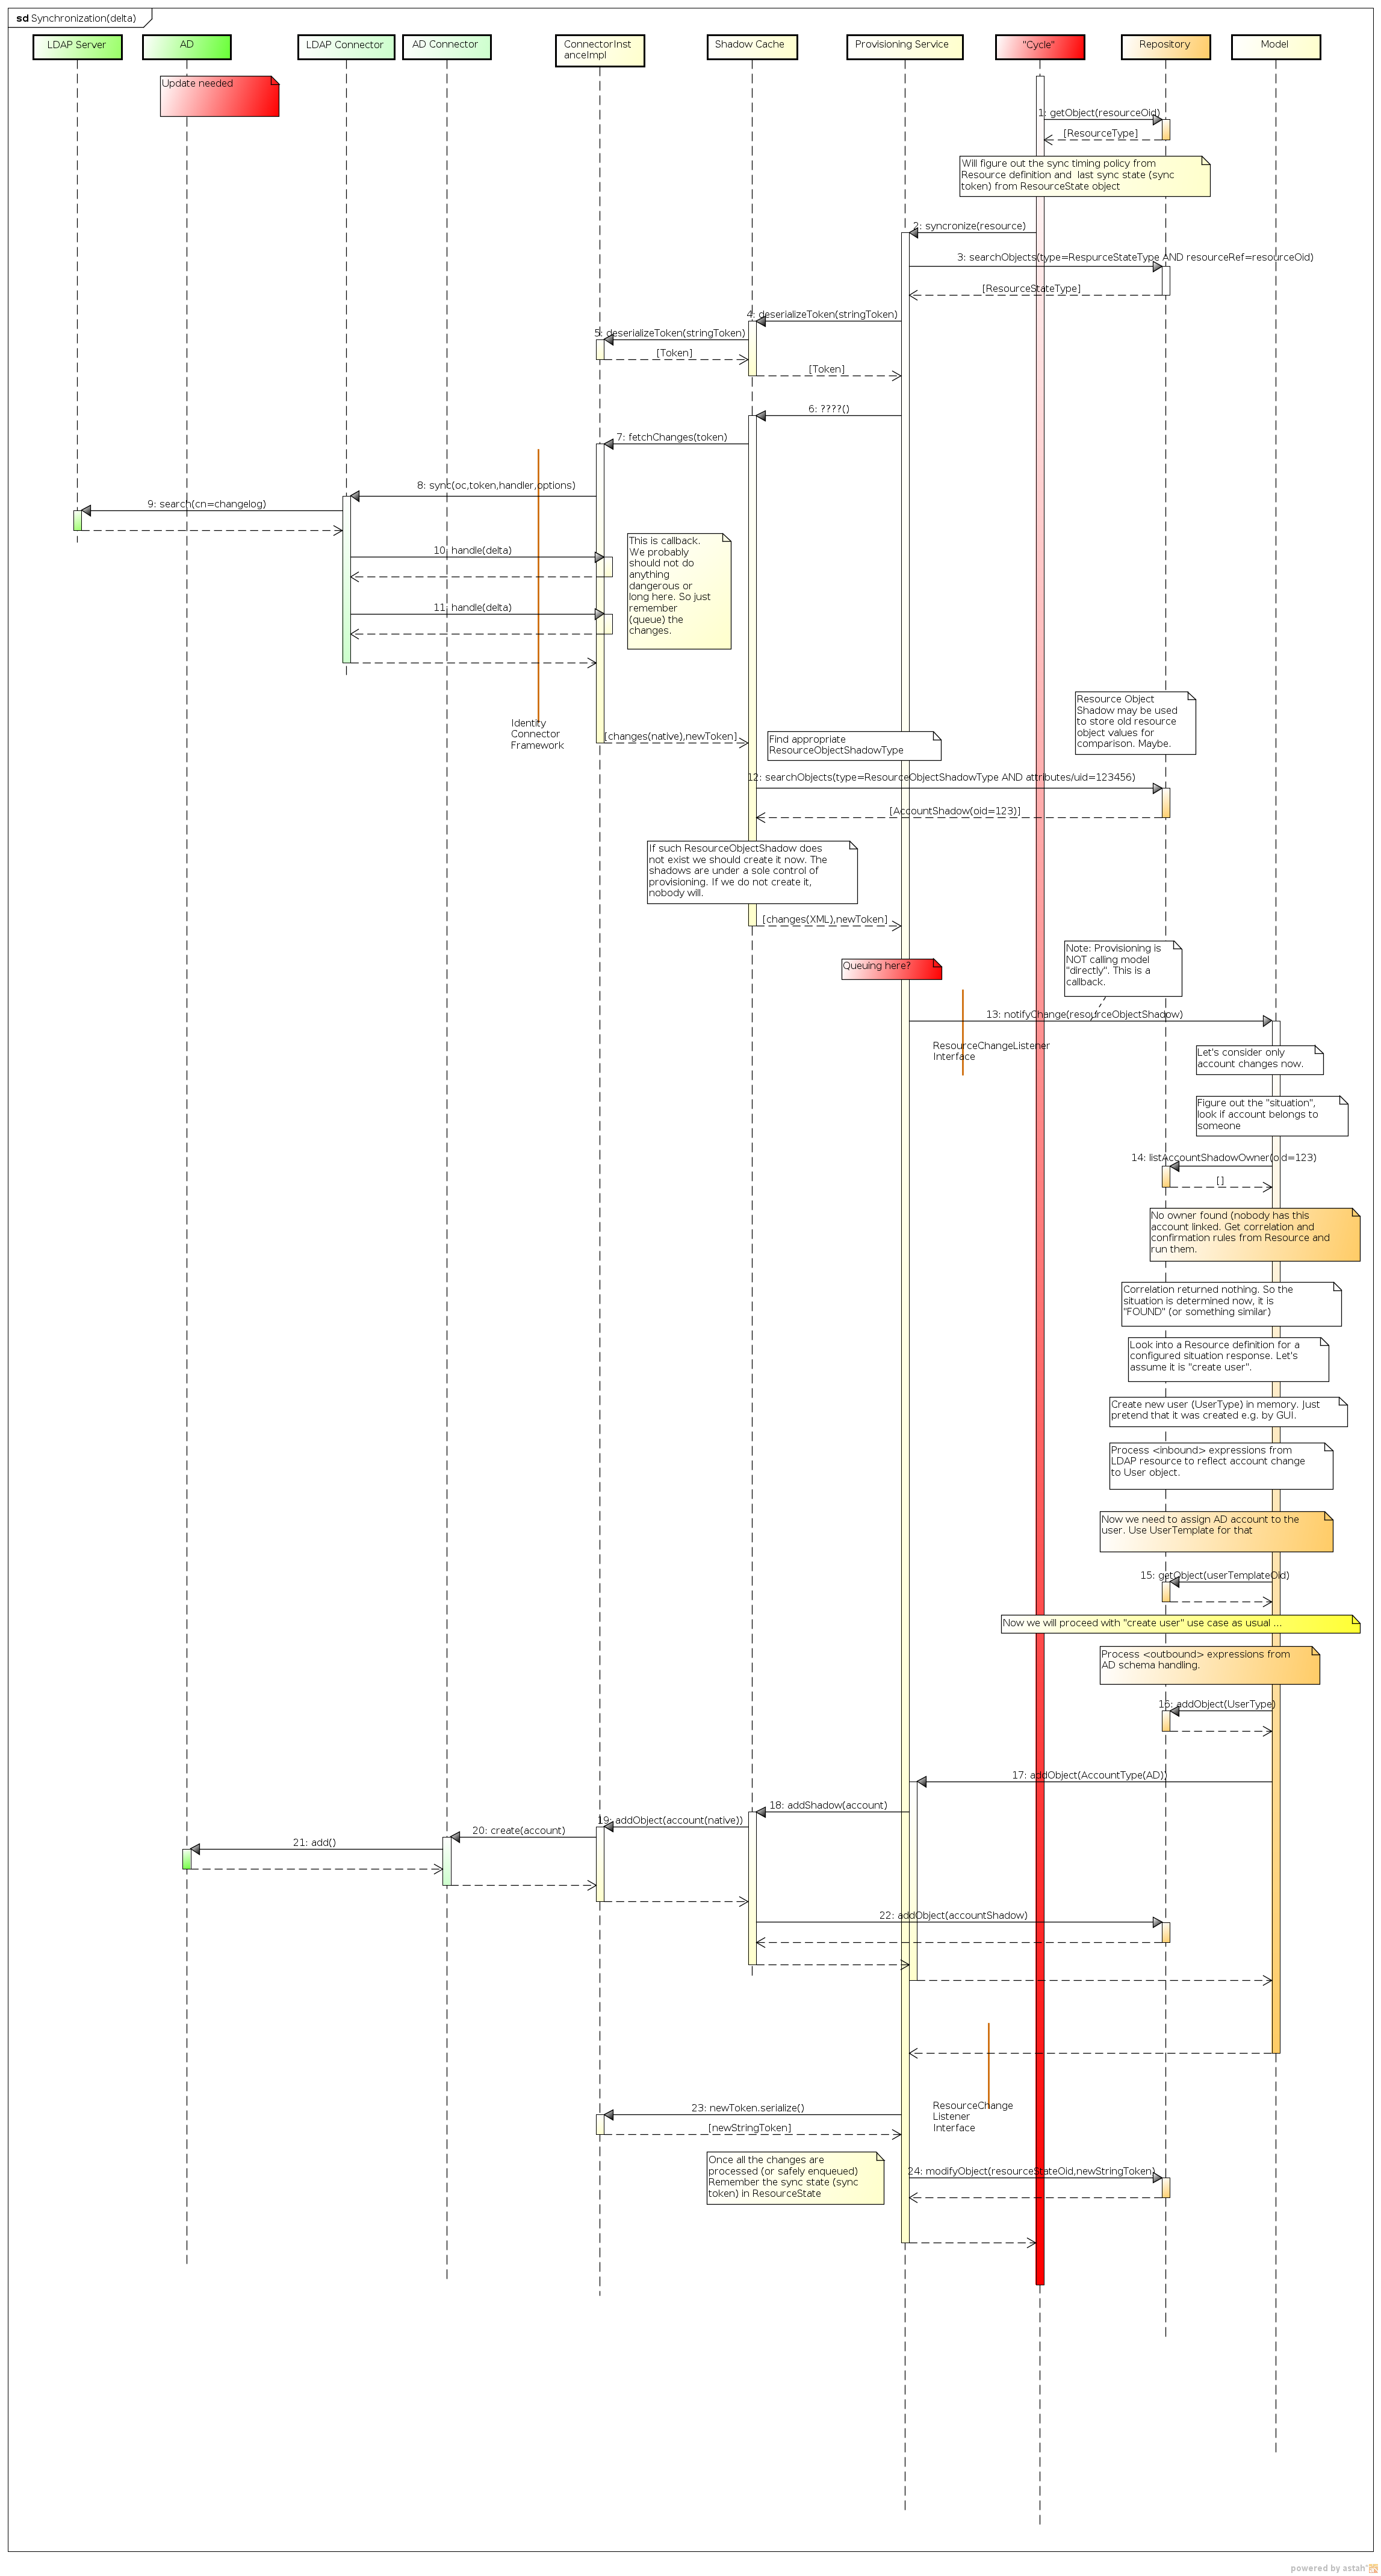 sd Synchronization(delta)
LDAP Server
AD
LDAP Connector
AD Connector
ConnectorInst
anceImpl
Shadow Cache
Provisioning Service
"Cycle"
Repository
Model
Update needed
1: getObject(resourceOid)
[ResourceType]
Will figure out the sync timing policy from
Resource definition and  last sync state (sync
token) from ResourceState object
2: syncronize(resource)
3: searchObjects(type=RespurceStateType AND resourceRef=resourceOid)
[ResourceStateType]
4: deserializeToken(stringToken)
5: deserializeToken(stringToken)
[Token]
[Token]
6: ????()
7: fetchChanges(token)
8: sync(oc,token,handler,options)
9: search(cn=changelog)
This is callback.
We probably
should not do
anything
dangerous or
long here. So just
remember
(queue) the
changes.
10: handle(delta)
11: handle(delta)
Resource Object
Shadow may be used
to store old resource
object values for
comparison. Maybe.
Identity
Connector
Framework
[changes(native),newToken]
Find appropriate
ResourceObjectShadowType
12: searchObjects(type=ResourceObjectShadowType AND attributes/uid=123456)
[AccountShadow(oid=123)]
If such ResourceObjectShadow does
not exist we should create it now. The
shadows are under a sole control of
provisioning. If we do not create it,
nobody will.
[changes(XML),newToken]
Note: Provisioning is
NOT calling model
"directly". This is a
callback.
Queuing here?
13: notifyChange(resourceObjectShadow)
ResourceChangeListener
Interface
Let's consider only
account changes now.
Figure out the "situation",
look if account belongs to
someone
14: listAccountShadowOwner(oid=123)
[]
No owner found (nobody has this
account linked. Get correlation and
confirmation rules from Resource and
run them.
Correlation returned nothing. So the
situation is determined now, it is
"FOUND" (or something similar)
Look into a Resource definition for a
configured situation response. Let's
assume it is "create user".
Create new user (UserType) in memory. Just
pretend that it was created e.g. by GUI.
Process <inbound> expressions from
LDAP resource to reflect account change
to User object.
Now we need to assign AD account to the
user. Use UserTemplate for that
15: getObject(userTemplateOid)
Now we will proceed with "create user" use case as usual ...
Process <outbound> expressions from
AD schema handling.
16: addObject(UserType)
17: addObject(AccountType(AD))
18: addShadow(account)
19: addObject(account(native))
20: create(account)
21: add()
22: addObject(accountShadow)
23: newToken.serialize()
ResourceChange
Listener
Interface
[newStringToken]
Once all the changes are
processed (or safely enqueued)
Remember the sync state (sync
token) in ResourceState
24: modifyObject(resourceStateOid,newStringToken)
powered by astah*